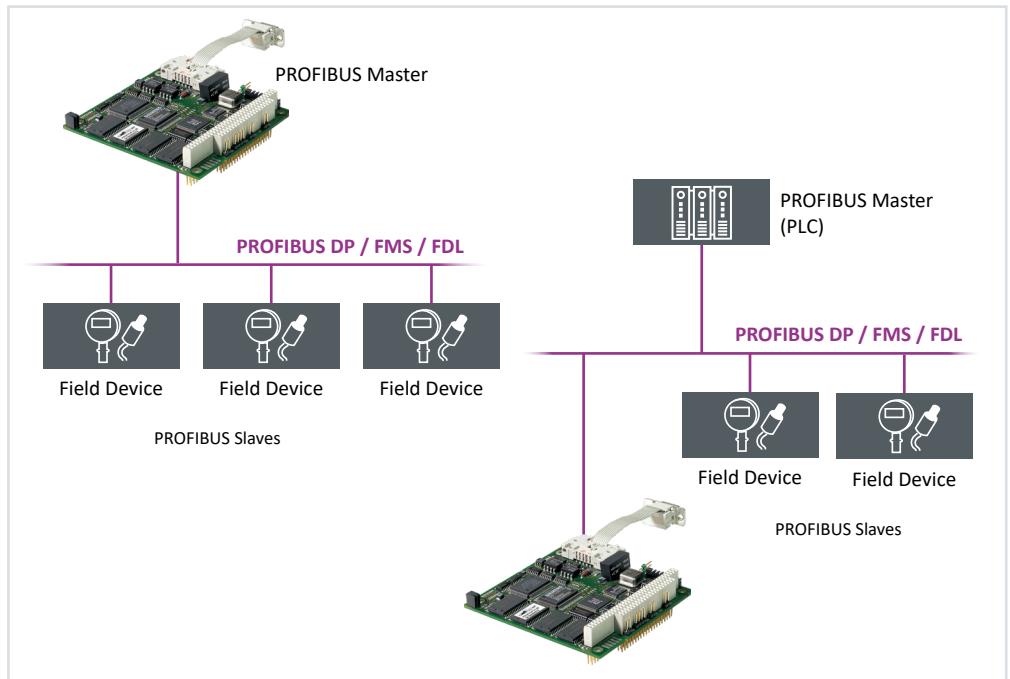 PROFIBUS Master
PROFIBUS DP / FMS / FDL
Field Device
Field Device
Field Device
PROFIBUS Slaves
PROFIBUS Master
(PLC)
PROFIBUS DP / FMS / FDL
Field Device
Field Device
PROFIBUS Slaves